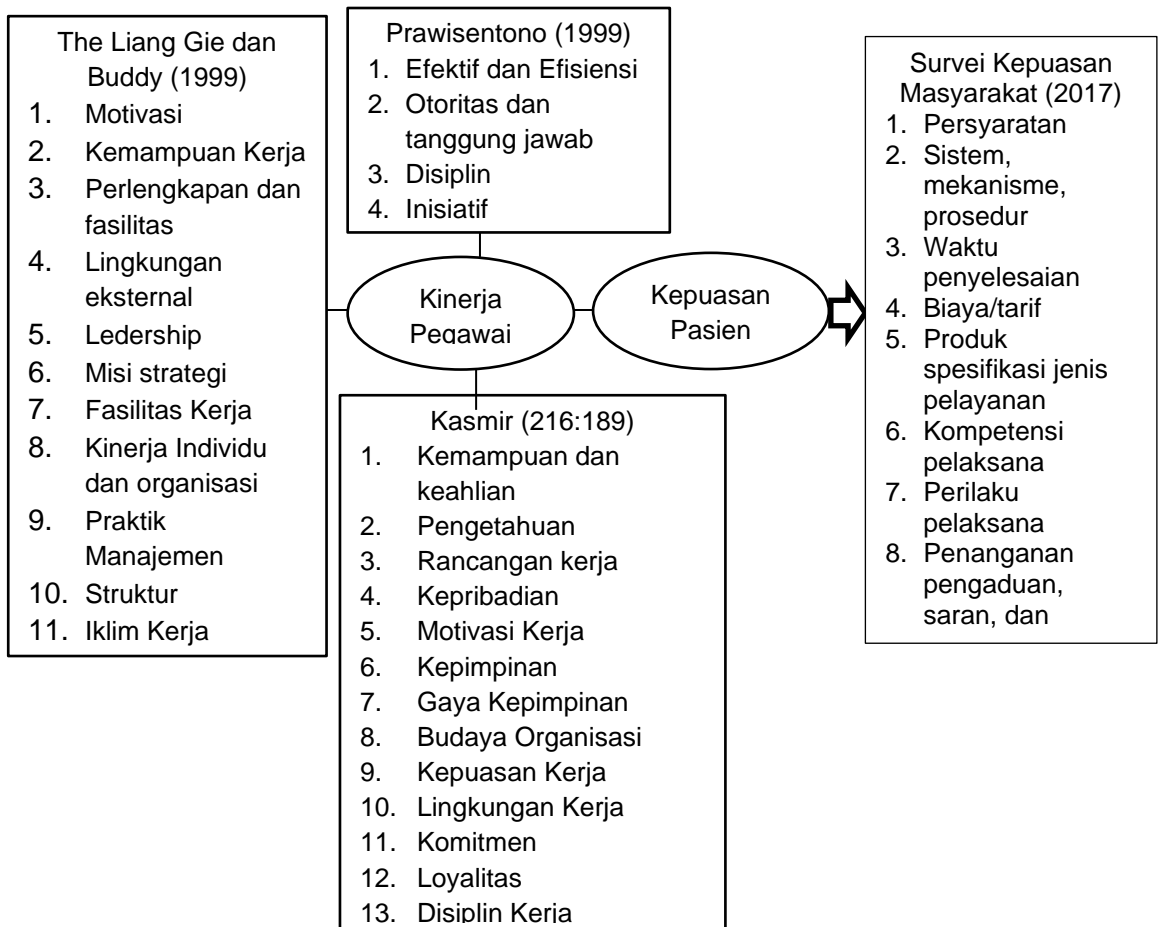 The Liang Gie dan
Buddy (1999)
1. Motivasi
2. Kemampuan Kerja
3. Perlengkapan dan
fasilitas
4. Lingkungan
eksternal
5. Ledership
6. Misi strategi
7. Fasilitas Kerja
8. Kinerja Individu
dan organisasi
9. Praktik
Manajemen
10. Struktur
11. Iklim Kerja
Prawisentono (1999)
1. Efektif dan Efisiensi
2. Otoritas dan
tanggung jawab
3. Disiplin
4. Inisiatif
Kinerja
Pegawai
Kepuasan
Pasien
Kasmir (216:189)
1. Kemampuan dan
keahlian
2. Pengetahuan
3. Rancangan kerja
4. Kepribadian
5. Motivasi Kerja
6. Kepimpinan
7. Gaya Kepimpinan
8. Budaya Organisasi
9. Kepuasan Kerja
10. Lingkungan Kerja
11. Komitmen
12. Loyalitas
13. Disiplin Kerja
Survei Kepuasan
Masyarakat (2017)
1. Persyaratan
2. Sistem,
mekanisme,
prosedur
3. Waktu
penyelesaian
4. Biaya/tarif
5. Produk
spesifikasi jenis
pelayanan
6. Kompetensi
pelaksana
7. Perilaku
pelaksana
8. Penanganan
pengaduan,
saran, dan